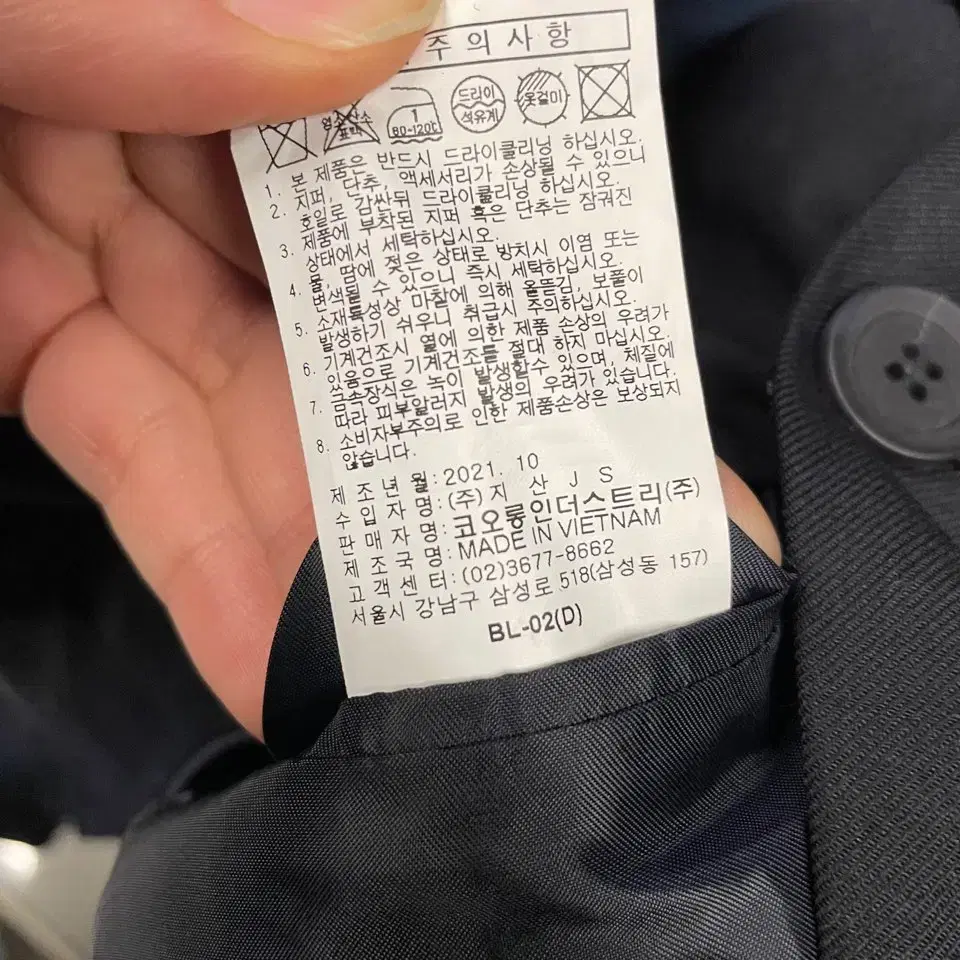 주의사항
염소산소 표백
1 80-120℃
드라이 석유계
옷걸이
1. 본 제품은 반드시 드라이클리닝 하십시오.
2. 지퍼, 단추, 액세서리가 손상될 수 있으니
호일로 감싼뒤 드라이클리닝 하십시오.
3. 제품에 부착된 지퍼 혹은 단추는 잠궈진
상태에서 세탁하십시오.
4. 물, 땀에 젖은 상태로 방치시 이염 또는
변색될 수 있으니 즉시 세탁하십시오.
5. 소재특성상 마찰에 의해 올뜯김, 보풀이
발생하기 쉬우니 취급시 주의하십시오.
6. 기계건조시 열에 의한 제품 손상의 우려가
있음으로 기계건조를 절대 하지 마십시오.
7. 금속장식은 녹이 발생할수 있으며, 체질에
따라 피부알러지 발생의 우려가 있습니다.
8. 소비자부주의로 인한 제품손상은 보상되지
않습니다.
제조년월:2021. 10
수입자명:(주)지산JS
판매자명:코오롱인더스트리(주)
제조국명:MADE IN VIETNAM
고객센터:(02)3677-8662
서울시 강남구 삼성로 518(삼성동 157)
BL-02(D)